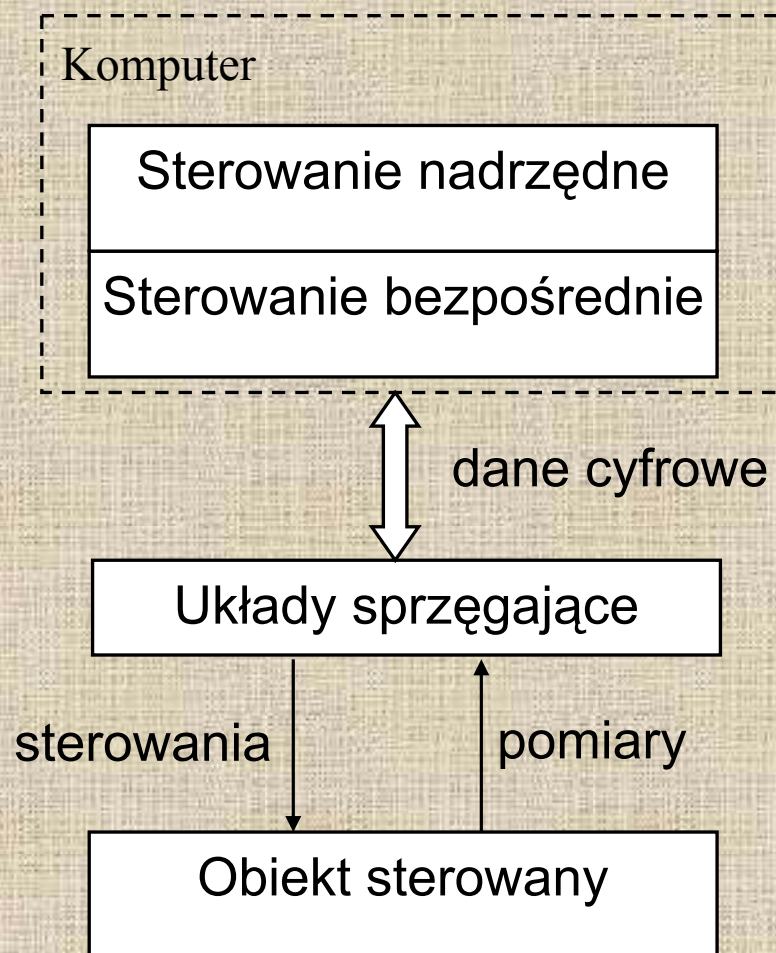 Komputer
Sterowanie nadrzędne
Sterowanie bezpośrednie
dane cyfrowe
Układy sprzęgające
sterowania
pomiary
Obiekt sterowany